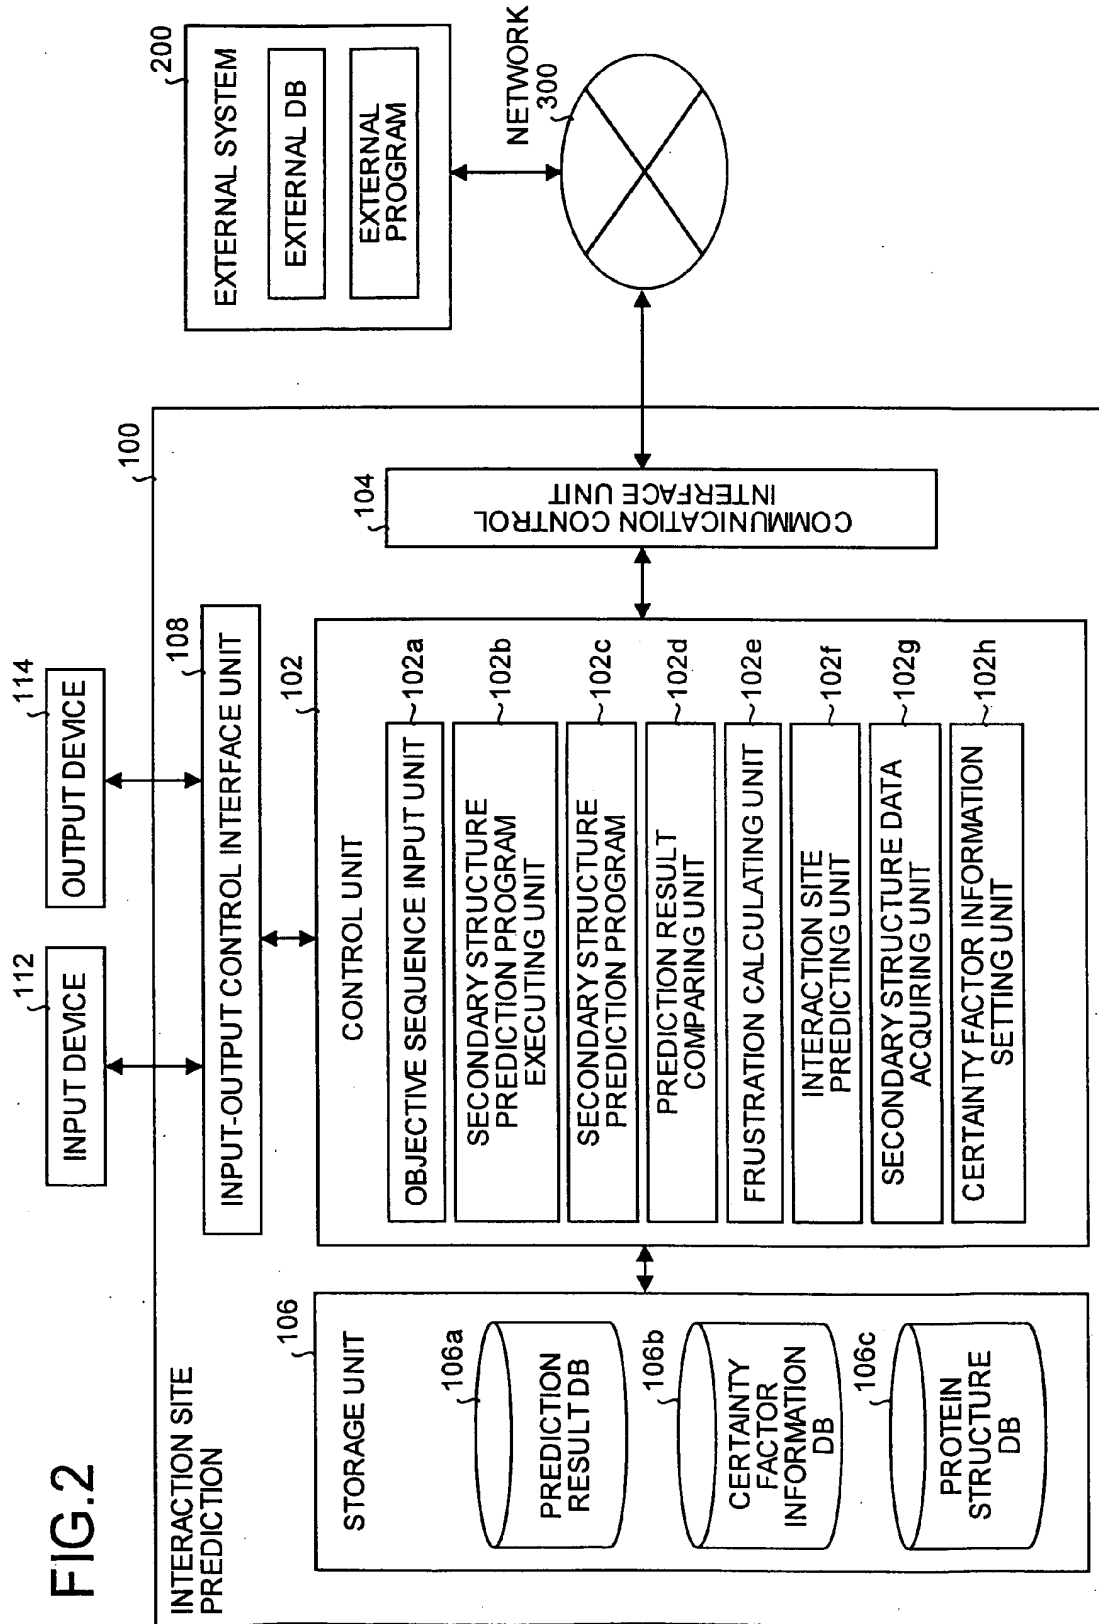 FIG.2
INTERACTION SITE
PREDICTION
100
INPUT DEVICE
112
OUTPUT DEVICE
114
INPUT-OUTPUT CONTROL INTERFACE UNIT
108
STORAGE UNIT
106
PREDICTION
RESULT DB
106a
CERTAINTY
FACTOR
INFORMATION
DB
106b
PROTEIN
STRUCTURE
DB
106c
CONTROL UNIT
102
OBJECTIVE SEQUENCE INPUT UNIT
102a
SECONDARY STRUCTURE
PREDICTION PROGRAM
EXECUTING UNIT
102b
SECONDARY STRUCTURE
PREDICTION PROGRAM
102c
PREDICTION RESULT
COMPARING UNIT
102d
FRUSTRATION CALCULATING UNIT
102e
INTERACTION SITE
PREDICTING UNIT
102f
SECONDARY STRUCTURE DATA
ACQUIRING UNIT
102g
CERTAINTY FACTOR INFORMATION
SETTING UNIT
102h
COMMUNICATION CONTROL
INTERFACE UNIT
104
EXTERNAL SYSTEM
200
EXTERNAL DB
EXTERNAL
PROGRAM
NETWORK
300